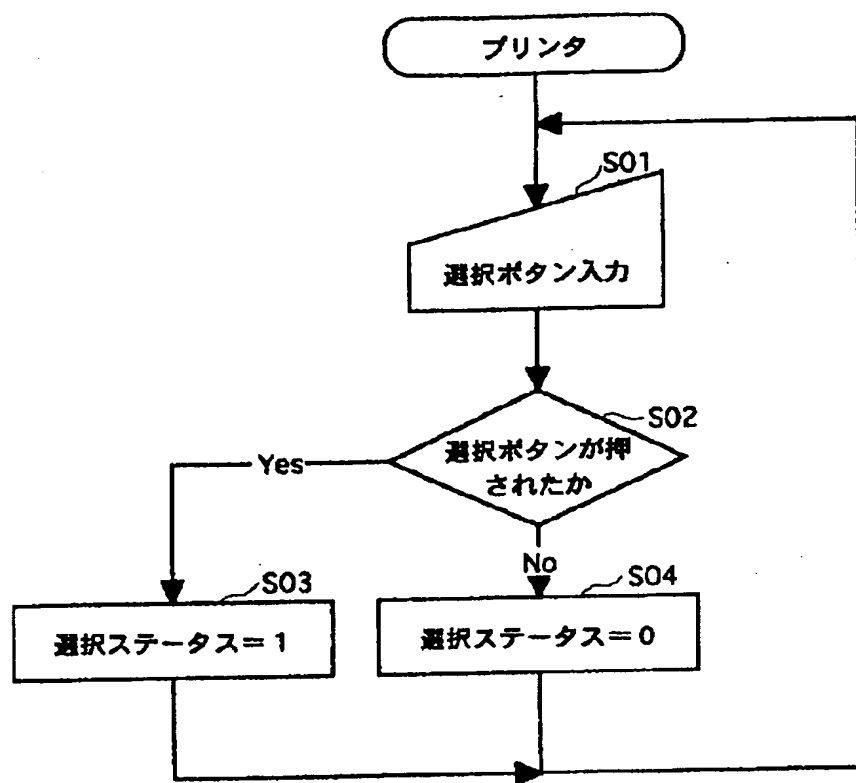 プリンタ
S01
選択ボタン入力
S02
選択ボタンが押
されたか
Yes
No
S03
選択ステータス＝1
S04
選択ステータス＝0